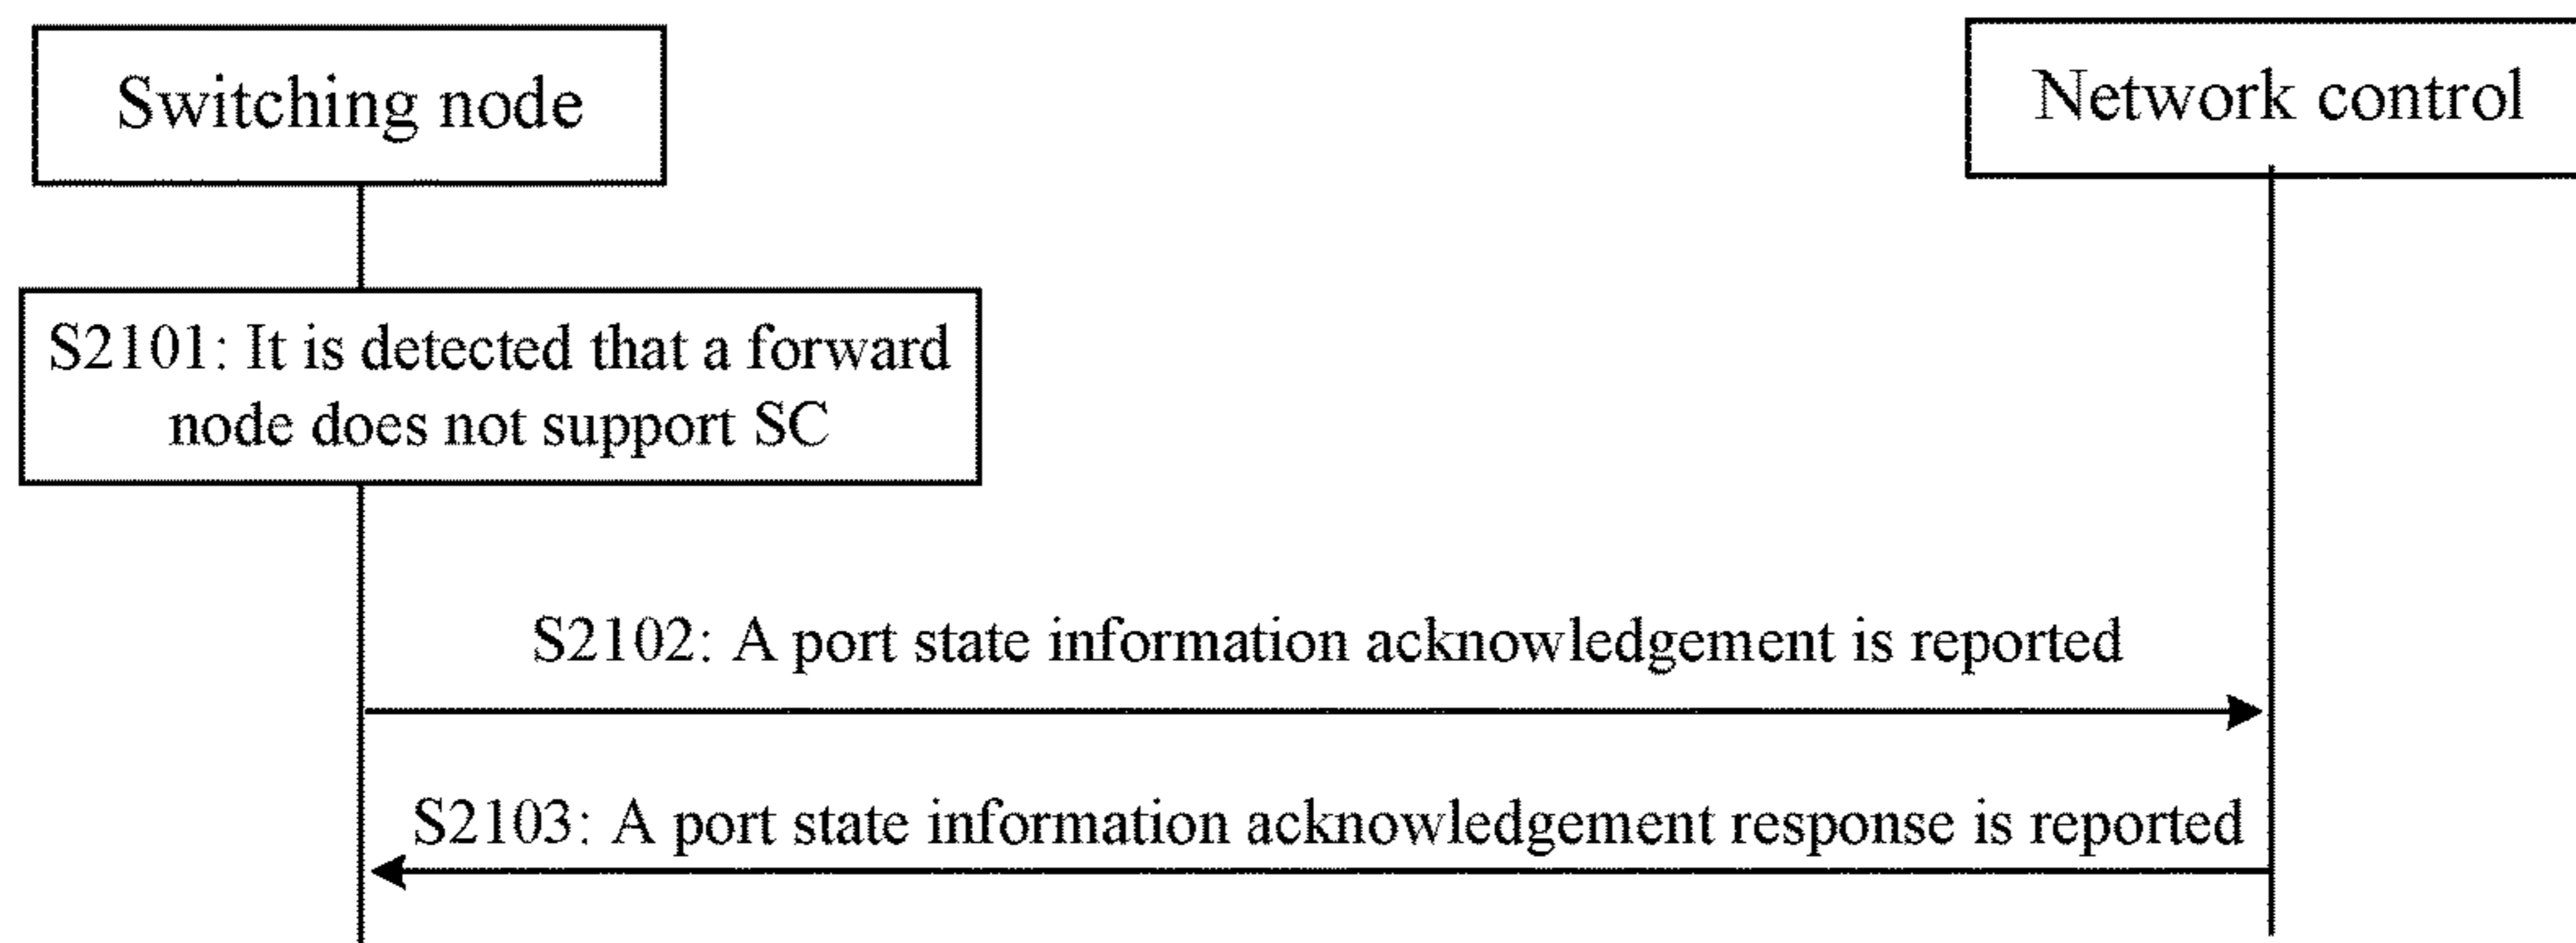 Switching node
Network control
S2101: It is detected that a forward
node does not support SC
S2102: A port state information acknowledgement is reported
S2103: A port state information acknowledgement response is reported